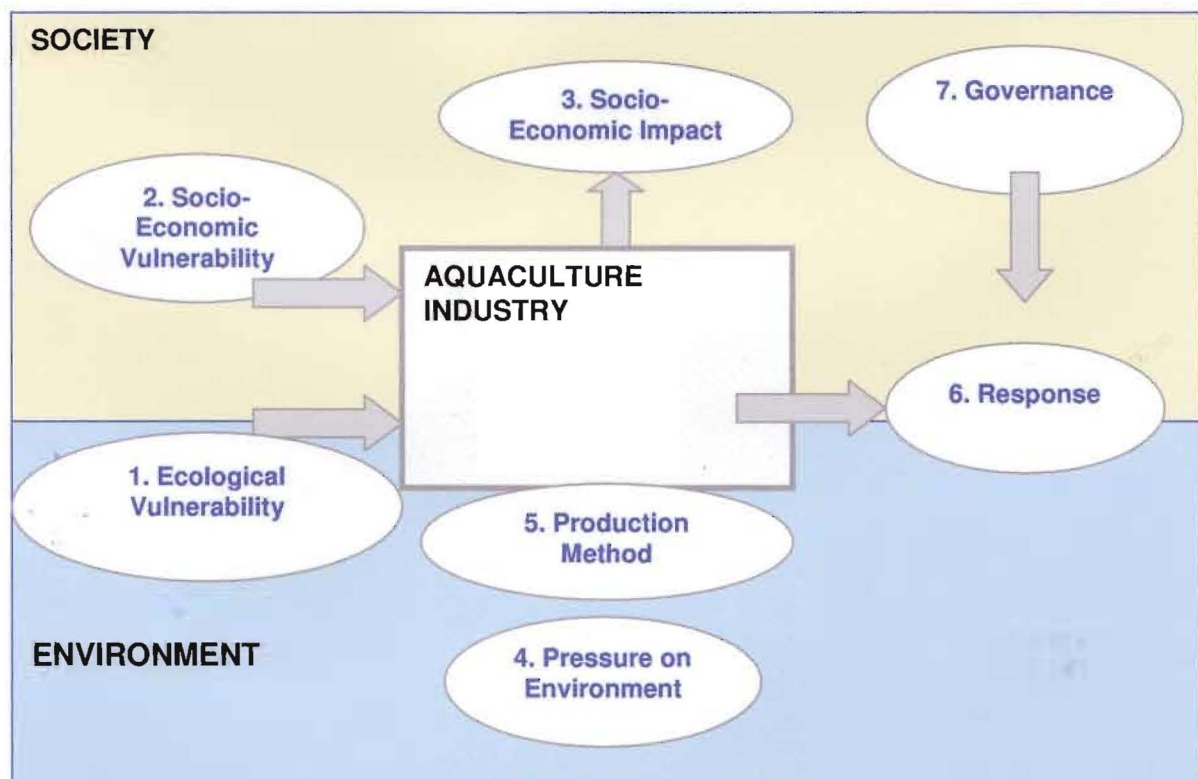 SOCIETY
3. Socio-
Economic Impact
7. Governance
2. Socio-
Economic
Vulnerability
AQUACULTURE
INDUSTRY
6. Response
1. Ecological
Vulnerability
5. Production
Method
ENVIRONMENT
4. Pressure on
Environment